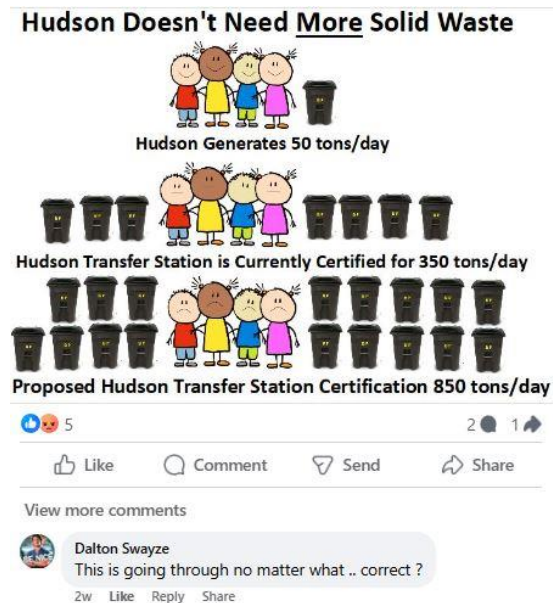 Hudson Doesn't Need More Solid Waste
Hudson Generates 50 tons/day
Hudson Transfer Station is Currently Certified for 350 tons/day
Proposed Hudson Transfer Station Certification 850 tons/day
5
2 1
Like Comment Send Share
View more comments
Dalton Swayze
This is going through no matter what .. correct ?
2w Like Reply Share